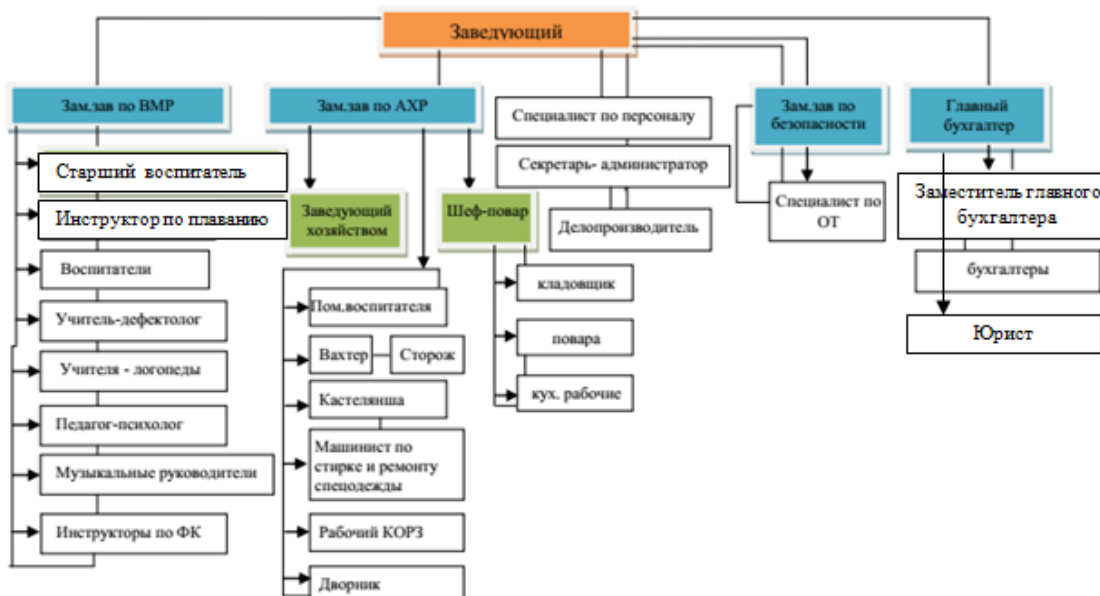 Заведующий
Зам.зав по ВМР
Старший воспитатель
Инструктор по плаванию
Воспитатели
Учитель-дефектолог
Учителя - логопеды
Педагог-психолог
Музыкальные руководители
Инструкторы по ФК
Зам.зав по АХР
Заведующий
хозяйством
Шеф-повар
Пом.воспитателя
Вахтер
Сторож
Кастелянша
Машинист по
стирке и ремонту
спецодежды
Рабочий КОРЗ
Дворник
кладовщик
повара
кух. рабочие
Специалист по персоналу
Секретарь- администратор
Делопроизводитель
Зам.зав по
безопасности
Специалист по
ОТ
Главный
бухгалтер
Заместитель главного
бухгалтера
бухгалтеры
Юрист